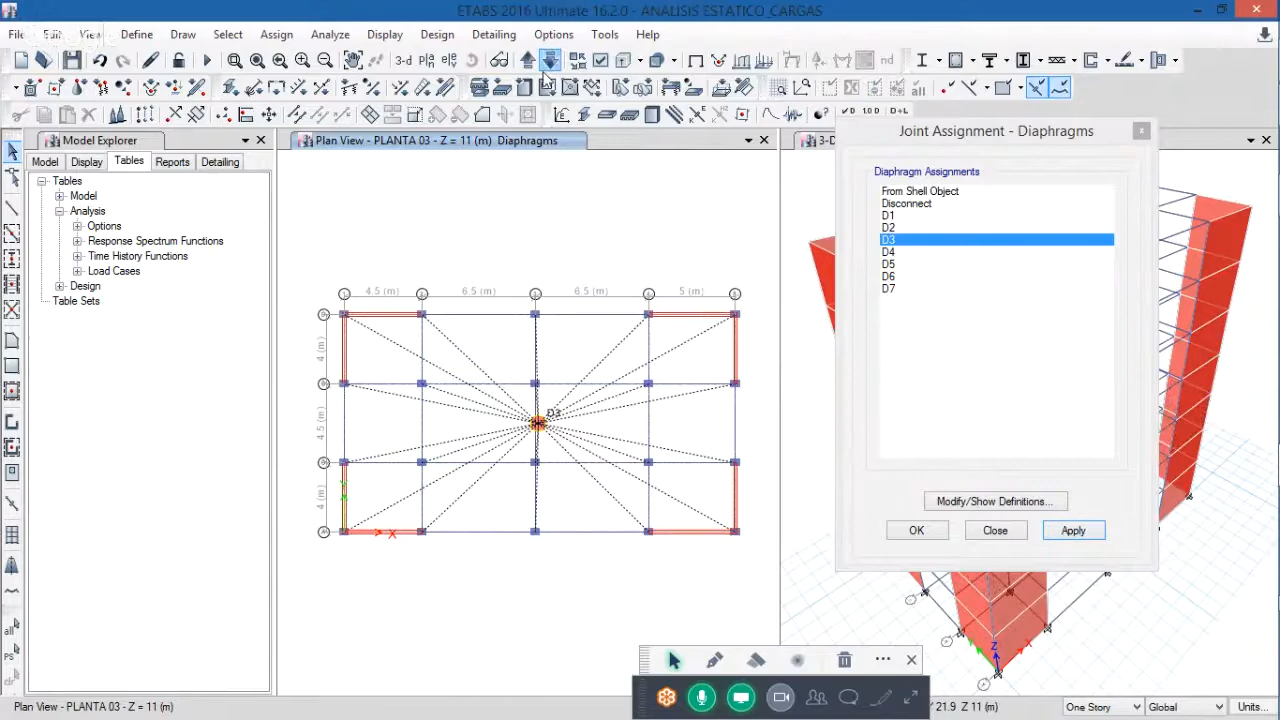 ETABS 2016 Ultimate 16.2.0 - ANALISIS ESTATICO_CARGAS
Define Draw Select Assign Analyze Display Design Detailing Options Tools Help
3-d
nd
Model Explorer
Plan View - PLANTA 03 - Z = 11 (m) Diaphragms
Joint Assignment - Diaphragms
Model Display Tables Reports Detailing
Tables
Model
Analysis
Options
Response Spectrum Functions
Time History Functions
Load Cases
Design
Table Sets
4.5 (m) 6.5 (m) 6.5 (m) 5 (m)
4 (m)
4.5 (m)
4 (m)
D3
X
Diaphragm Assignments
From Shell Object
Disconnect
D1
D2
D3
D4
D5
D6
D7
Modify/Show Definitions...
OK Close Apply
Z
X
all
PS
Plan View - PLANTA 03 - Z = 11 (m)
Y 21.9 Z 11 (m)
One Story Global Units...